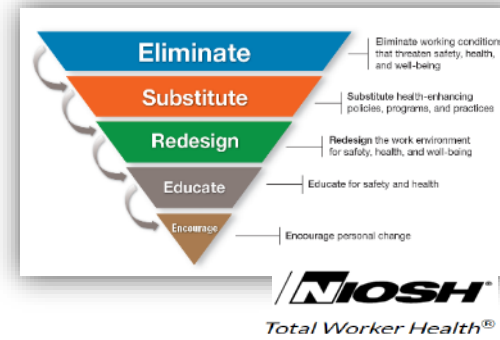 Eliminate
Eliminate working conditions
that threaten safety, health,
and well-being
Substitute
Substitute health-enhancing
policies, programs, and practices
Redesign
Redesign the work environment
for safety, health, and well-being
Educate
Educate for safety and health
Encourage
Encourage personal change
NIOSH
Total Worker Health®